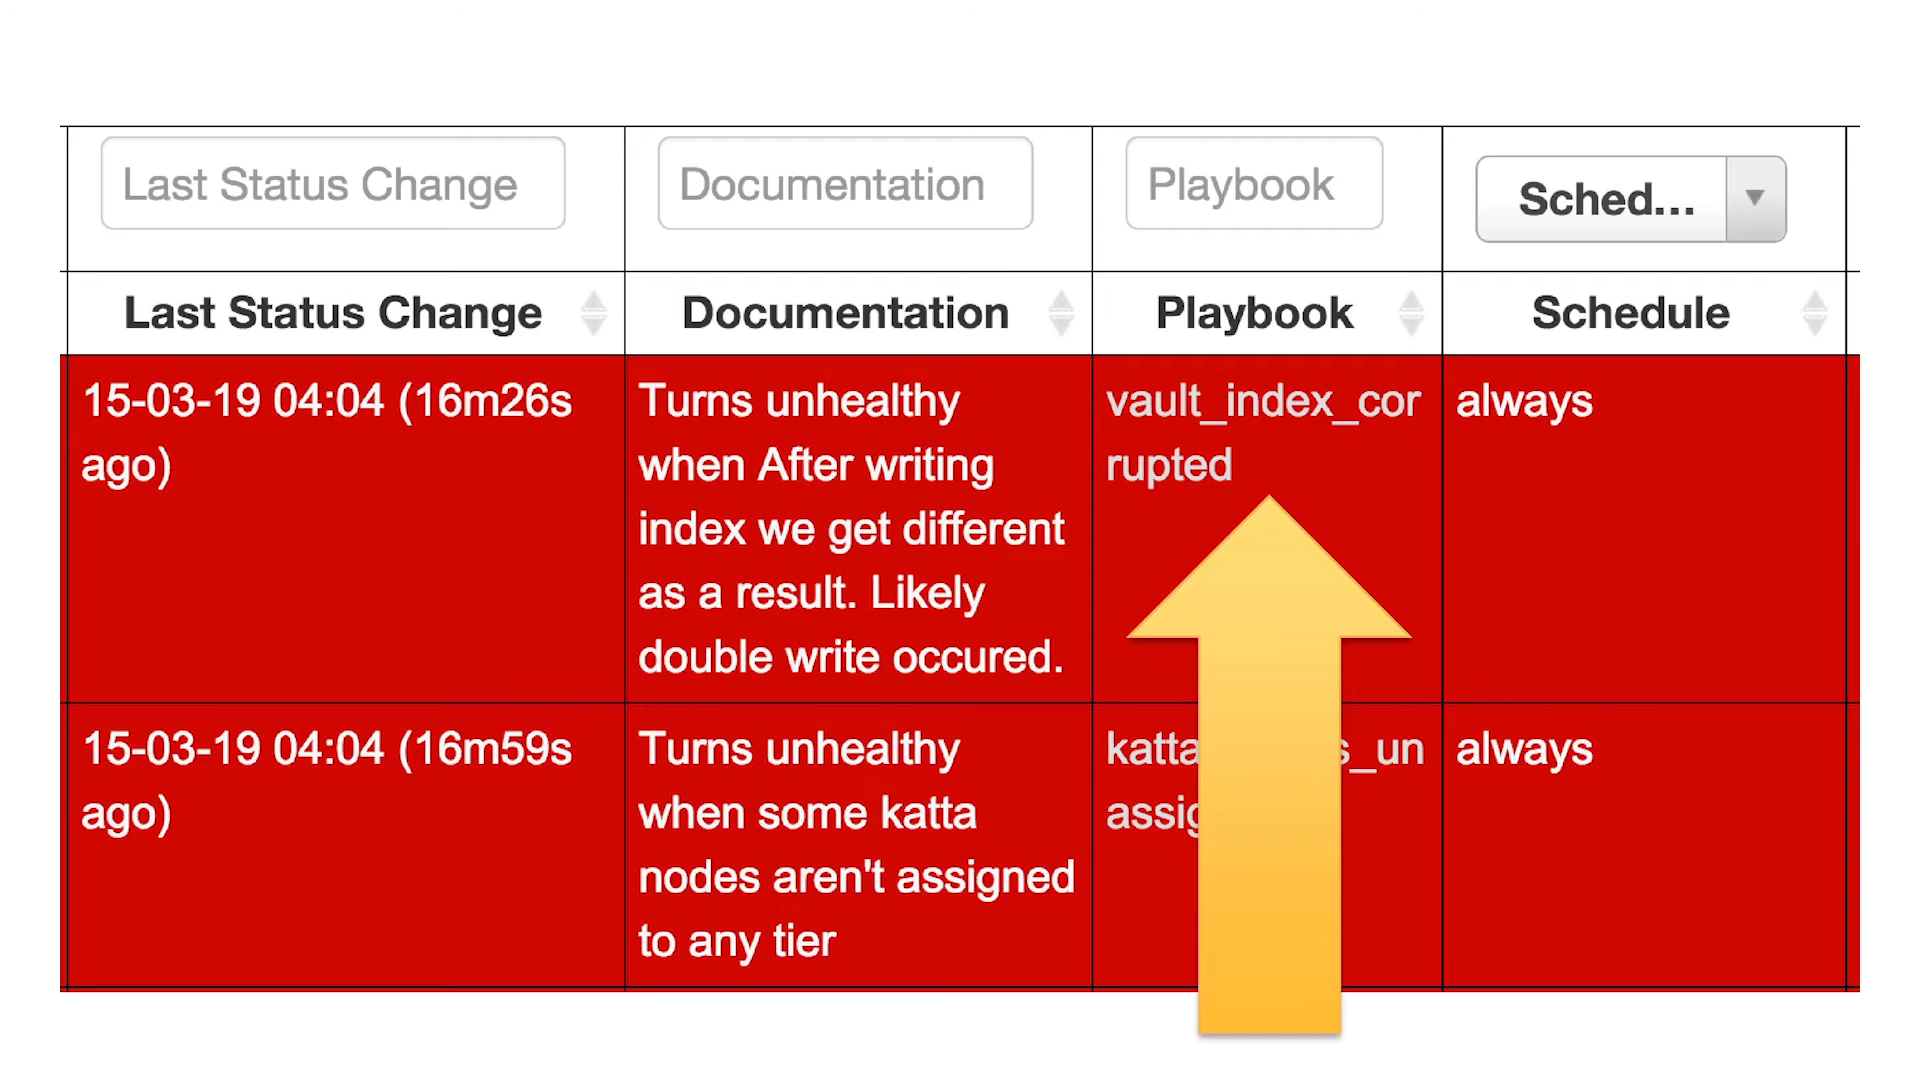 Last Status Change
Documentation
Playbook
Sched...
Last Status Change
Documentation
Playbook
Schedule
15-03-19 04:04 (16m26s
ago)
Turns unhealthy
when After writing
index we get different
as a result. Likely
double write occured.
vault_index_cor
rupted
always
15-03-19 04:04 (16m59s
ago)
Turns unhealthy
when some katta
nodes aren't assigned
to any tier
always